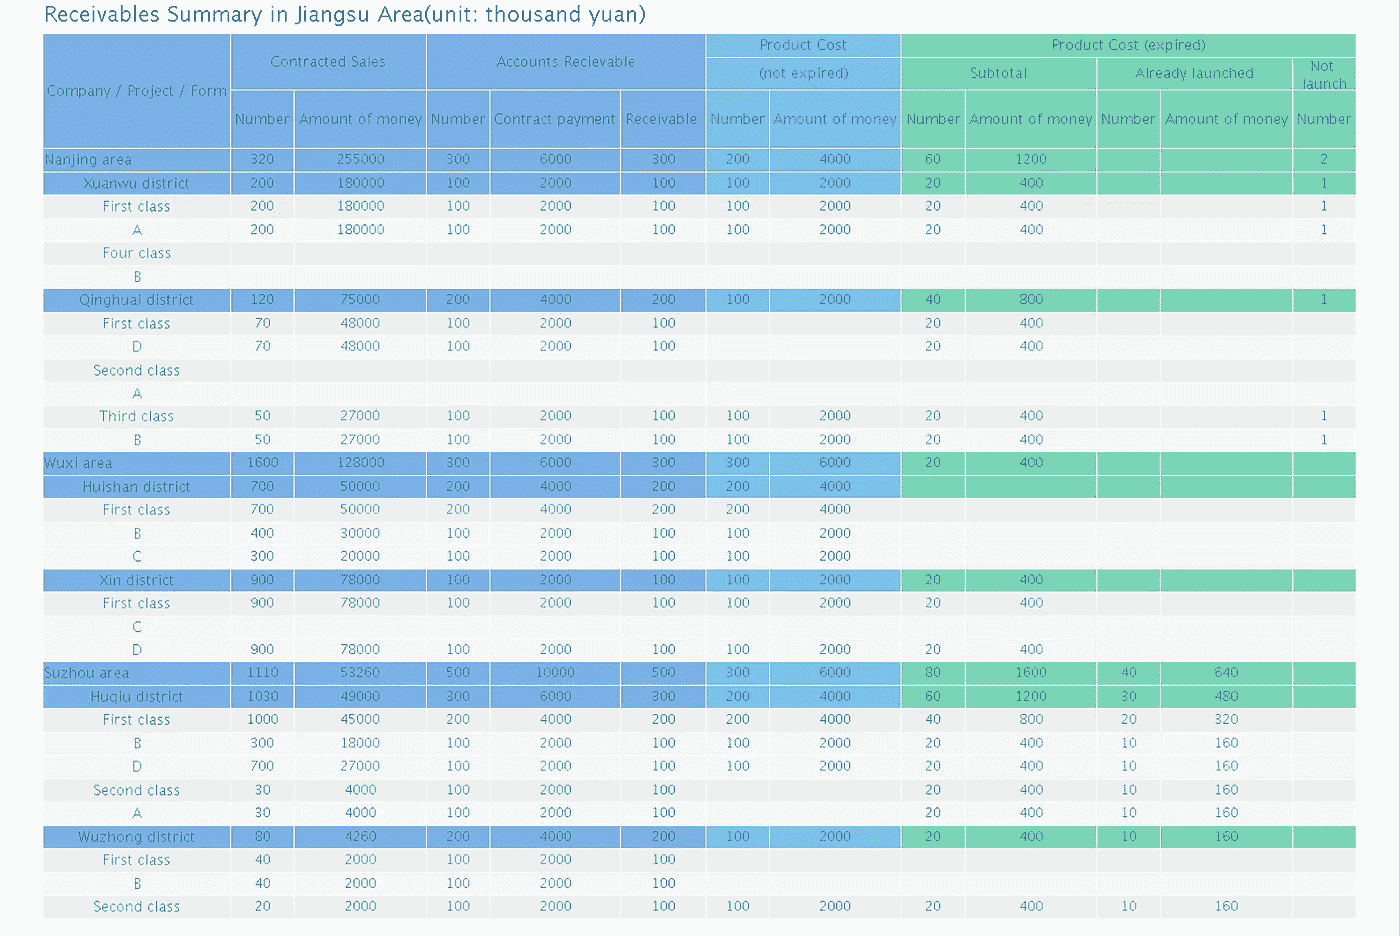 Receivables Summary in Jiangsu Area(unit: thousand yuan)
Company / Project / Form Contracted Sales Accounts Recievable Product Cost Product Cost (expired)
(not expired) Subtotal Already launched Not launch
Number Amount of money Number Contract payment Receivable Number Amount of money Number Amount of money Number Amount of money Number
Nanjing area 320 255000 300 6000 300 200 4000 60 1200 2
Xuanwu district 200 180000 100 2000 100 100 2000 20 400 1
First class 200 180000 100 2000 100 100 2000 20 400 1
A 200 180000 100 2000 100 100 2000 20 400 1
Four class
B
Qinghuai district 120 75000 200 4000 200 100 2000 40 800 1
First class 70 48000 100 2000 100 20 400
D 70 48000 100 2000 100 20 400
Second class
A
Third class 50 27000 100 2000 100 100 2000 20 400 1
B 50 27000 100 2000 100 100 2000 20 400 1
Wuxi area 1600 128000 300 6000 300 300 6000 20 400
Huishan district 700 50000 200 4000 200 200 4000
First class 700 50000 200 4000 200 200 4000
B 400 30000 100 2000 100 100 2000
C 300 20000 100 2000 100 100 2000
Xin district 900 78000 100 2000 100 100 2000 20 400
First class 900 78000 100 2000 100 100 2000 20 400
C
D 900 78000 100 2000 100 100 2000 20 400
Suzhou area 1110 53260 500 10000 500 300 6000 80 1600 40 640
Huqiu district 1030 49000 300 6000 300 200 4000 60 1200 30 480
First class 1000 45000 200 4000 200 200 4000 40 800 20 320
B 300 18000 100 2000 100 100 2000 20 400 10 160
D 700 27000 100 2000 100 100 2000 20 400 10 160
Second class 30 4000 100 2000 100 20 400 10 160
A 30 4000 100 2000 100 20 400 10 160
Wuzhong district 80 4260 200 4000 200 100 2000 20 400 10 160
First class 40 2000 100 2000 100
B 40 2000 100 2000 100
Second class 20 2000 100 2000 100 100 2000 20 400 10 160